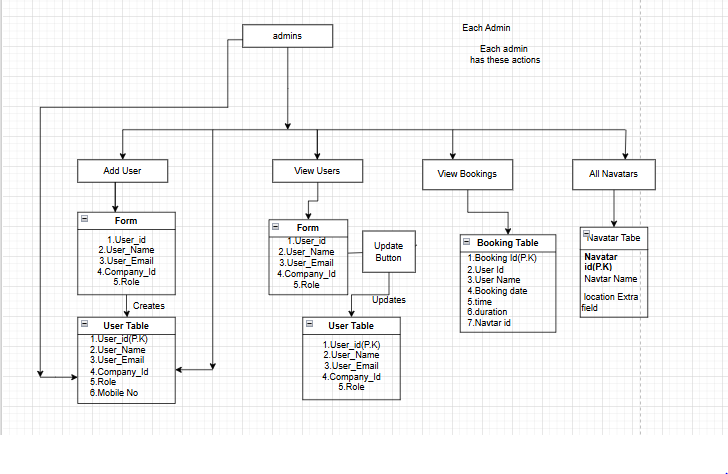 admins
Each Admin
Each admin
has these actions
Add User
View Users
View Bookings
All Navatars
Form
1.User_id
2.User_Name
3.User_Email
4.Company_Id
5.Role
Creates
User Table
1.User_id(P.K)
2.User_Name
3.User_Email
4.Company_Id
5.Role
6.Mobile No
Form
1.User_id
2.User_Name
3.User_Email
4.Company_Id
5.Role
Update
Button
Updates
User Table
1.User_id(P.K)
2.User_Name
3.User_Email
4.Company_Id
5.Role
Booking Table
1.Booking Id(P.K)
2.User Id
3.User Name
4.Booking date
5.time
6.duration
7.Navtar id
Navatar Tabe
Navatar
id(P.K)
Navtar Name
location Extra
field